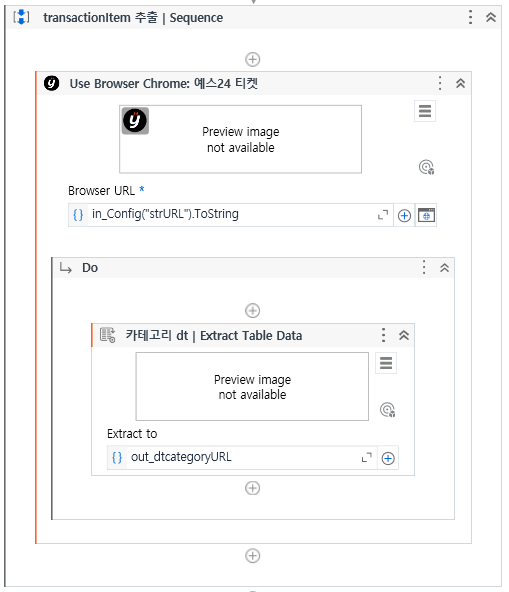 transactionItem 추출 | Sequence
Use Browser Chrome: 예스24 티켓
ÿ
Preview image
not available
Browser URL *
{ } in_Config("strURL").ToString
Do
카테고리 dt | Extract Table Data
Preview image
not available
Extract to
{ } out_dtcategoryURL